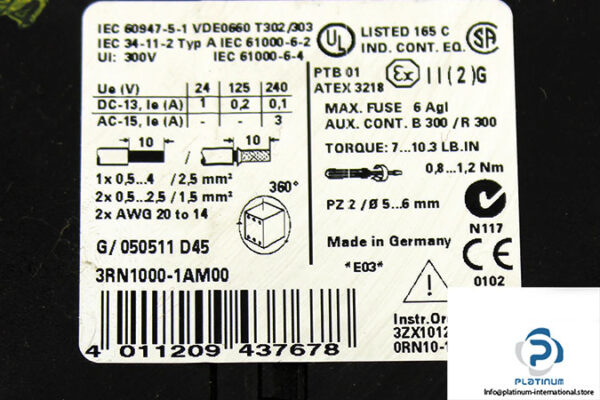 IEC 60947-5-1 VDE0660 T302/303
IEC 34-11-2 Typ A IEC 61000-6-2
UI: 300V IEC 61000-6-4
Ue (V) 24 125 240
DC-13, Ie (A) 1 0,2 0,1
AC-15, Ie (A) - - 3
10 / 10
1x 0,5...4 / 2,5 mm²
2x 0,5...2,5 / 1,5 mm²
2x AWG 20 to 14
360°
G/ 050511 D45
3RN1000-1AM00
4 011209 437678
UL LISTED 165 C
IND. CONT. EQ. SA
PTB 01
ATEX 3218
Ex II(2)G
MAX. FUSE 6 Agl
AUX. CONT. B 300 / R 300
TORQUE: 7...10.3 LB.IN
0,8...1,2 Nm
PZ 2 / Ø 5...6 mm
N117
Made in Germany
*E03*
CE
0102
!
Instr.Or
3ZX1012
0RN10-1
PLATINUM
Info@platinum-international-store.com